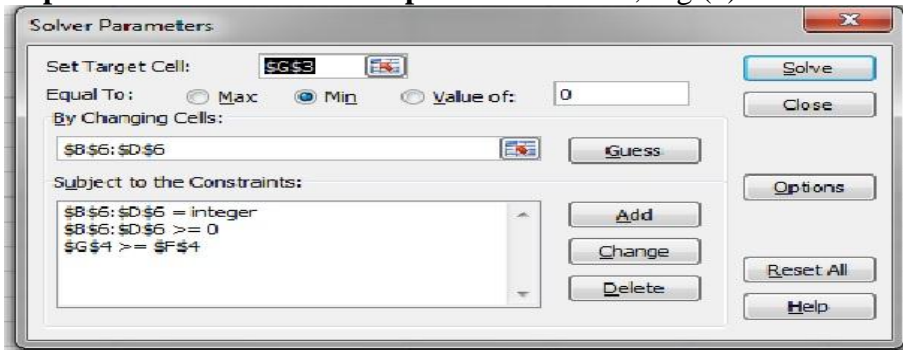 Solver Parameters
Set Target Cell: $G$3
Solve
Equal To: Max Min Value of: 0
Close
By Changing Cells:
$B$6:$D$6
Guess
Subject to the Constraints:
Options
$B$6:$D$6 = integer
$B$6:$D$6 >= 0
$G$4 >= $F$4
Add
Change
Delete
Reset All
Help